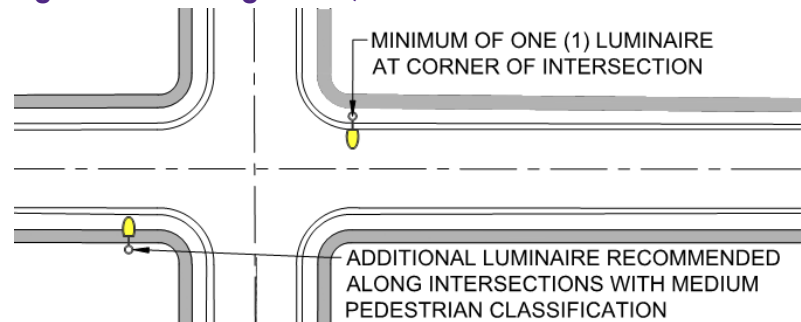 MINIMUM OF ONE (1) LUMINAIRE
AT CORNER OF INTERSECTION
ADDITIONAL LUMINAIRE RECOMMENDED
ALONG INTERSECTIONS WITH MEDIUM
PEDESTRIAN CLASSIFICATION